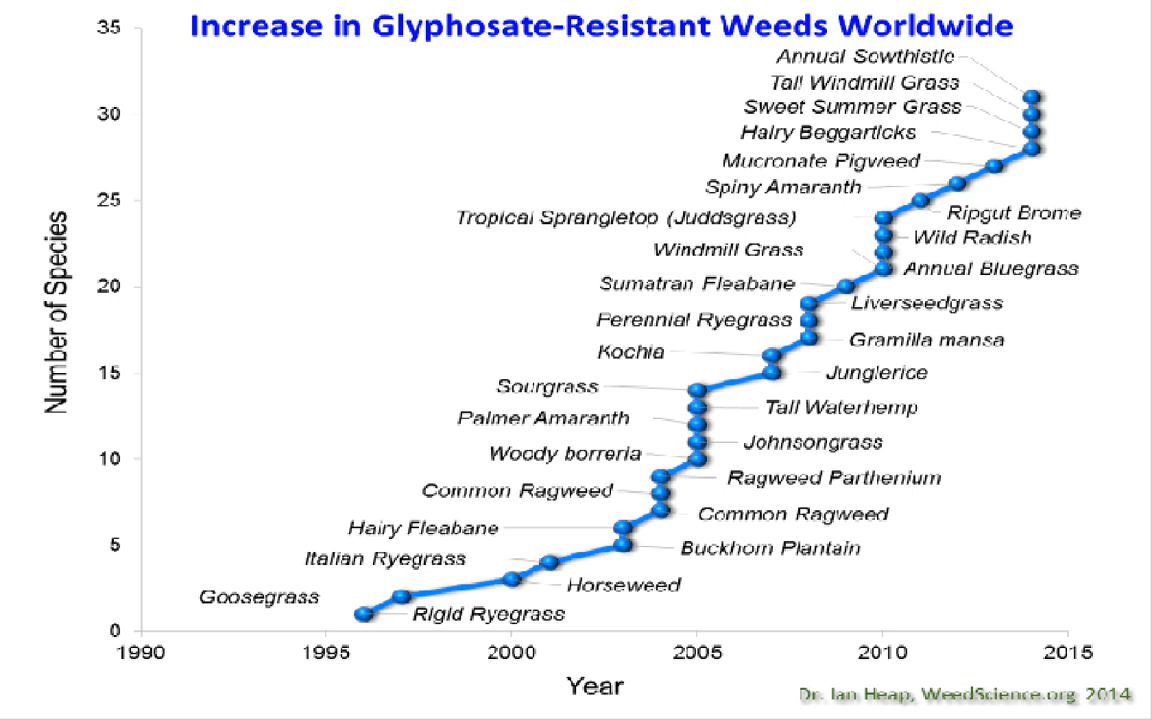 Increase in Glyphosate-Resistant Weeds Worldwide
35
30
25
20
15
10
5
0
Number of Species
Annual Sowthistle
Tall Windmill Grass
Sweet Summer Grass
Hairy Beggarticks
Mucronate Pigweed
Spiny Amaranth
Ripgut Brome
Tropical Sprangletop (Juddsgrass)
Wild Radish
Windmill Grass
Annual Bluegrass
Sumatran Fleabane
Liverseedgrass
Perennial Ryegrass
Gramilla mansa
Kochia
Junglerice
Sourgrass
Tall Waterhemp
Palmer Amaranth
Johnsongrass
Woody borreria
Ragweed Parthenium
Common Ragweed
Common Ragweed
Hairy Fleabane
Buckhorn Plantain
Italian Ryegrass
Horseweed
Goosegrass
Rigid Ryegrass
1990 1995 2000 2005 2010 2015
Year
Dr. Ian Heap, WeedScience.org 2014